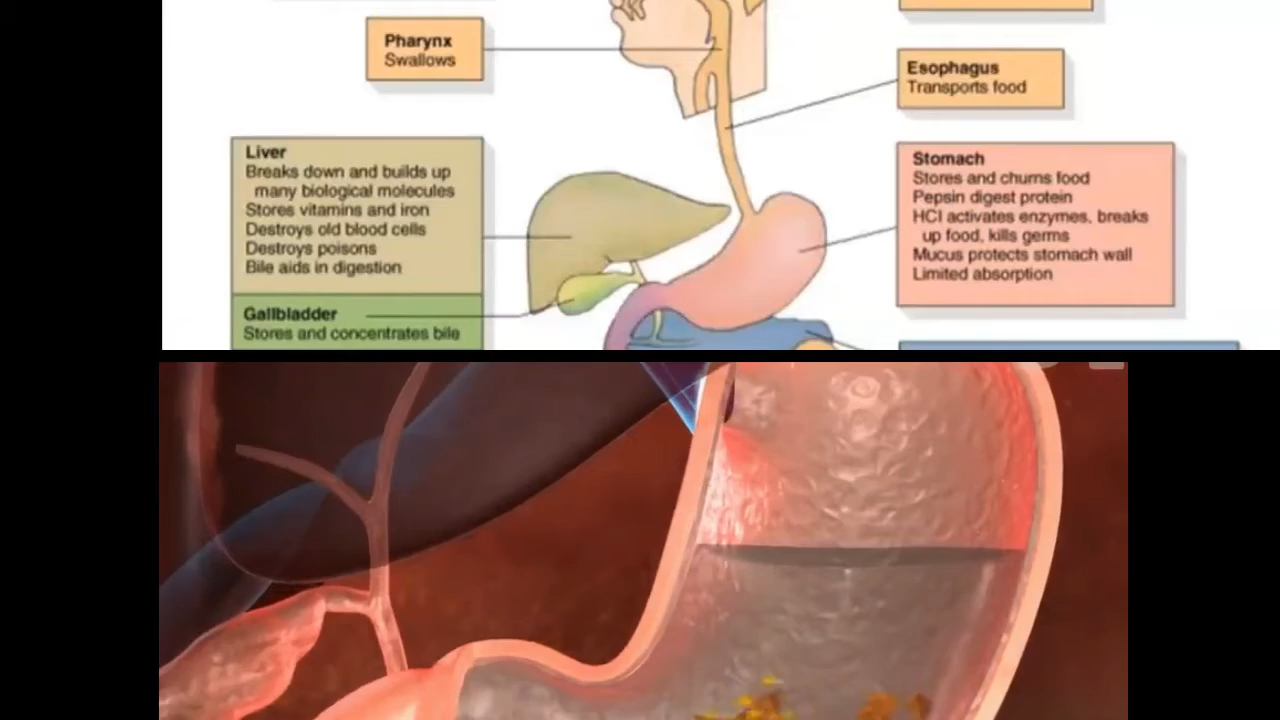 Pharynx
Swallows
Esophagus
Transports food
Liver
Breaks down and builds up
many biological molecules
Stores vitamins and iron
Destroys old blood cells
Destroys poisons
Bile aids in digestion
Stomach
Stores and churns food
Pepsin digest protein
HCl activates enzymes, breaks
up food, kills germs
Mucus protects stomach wall
Limited absorption
Gallbladder
Stores and concentrates bile